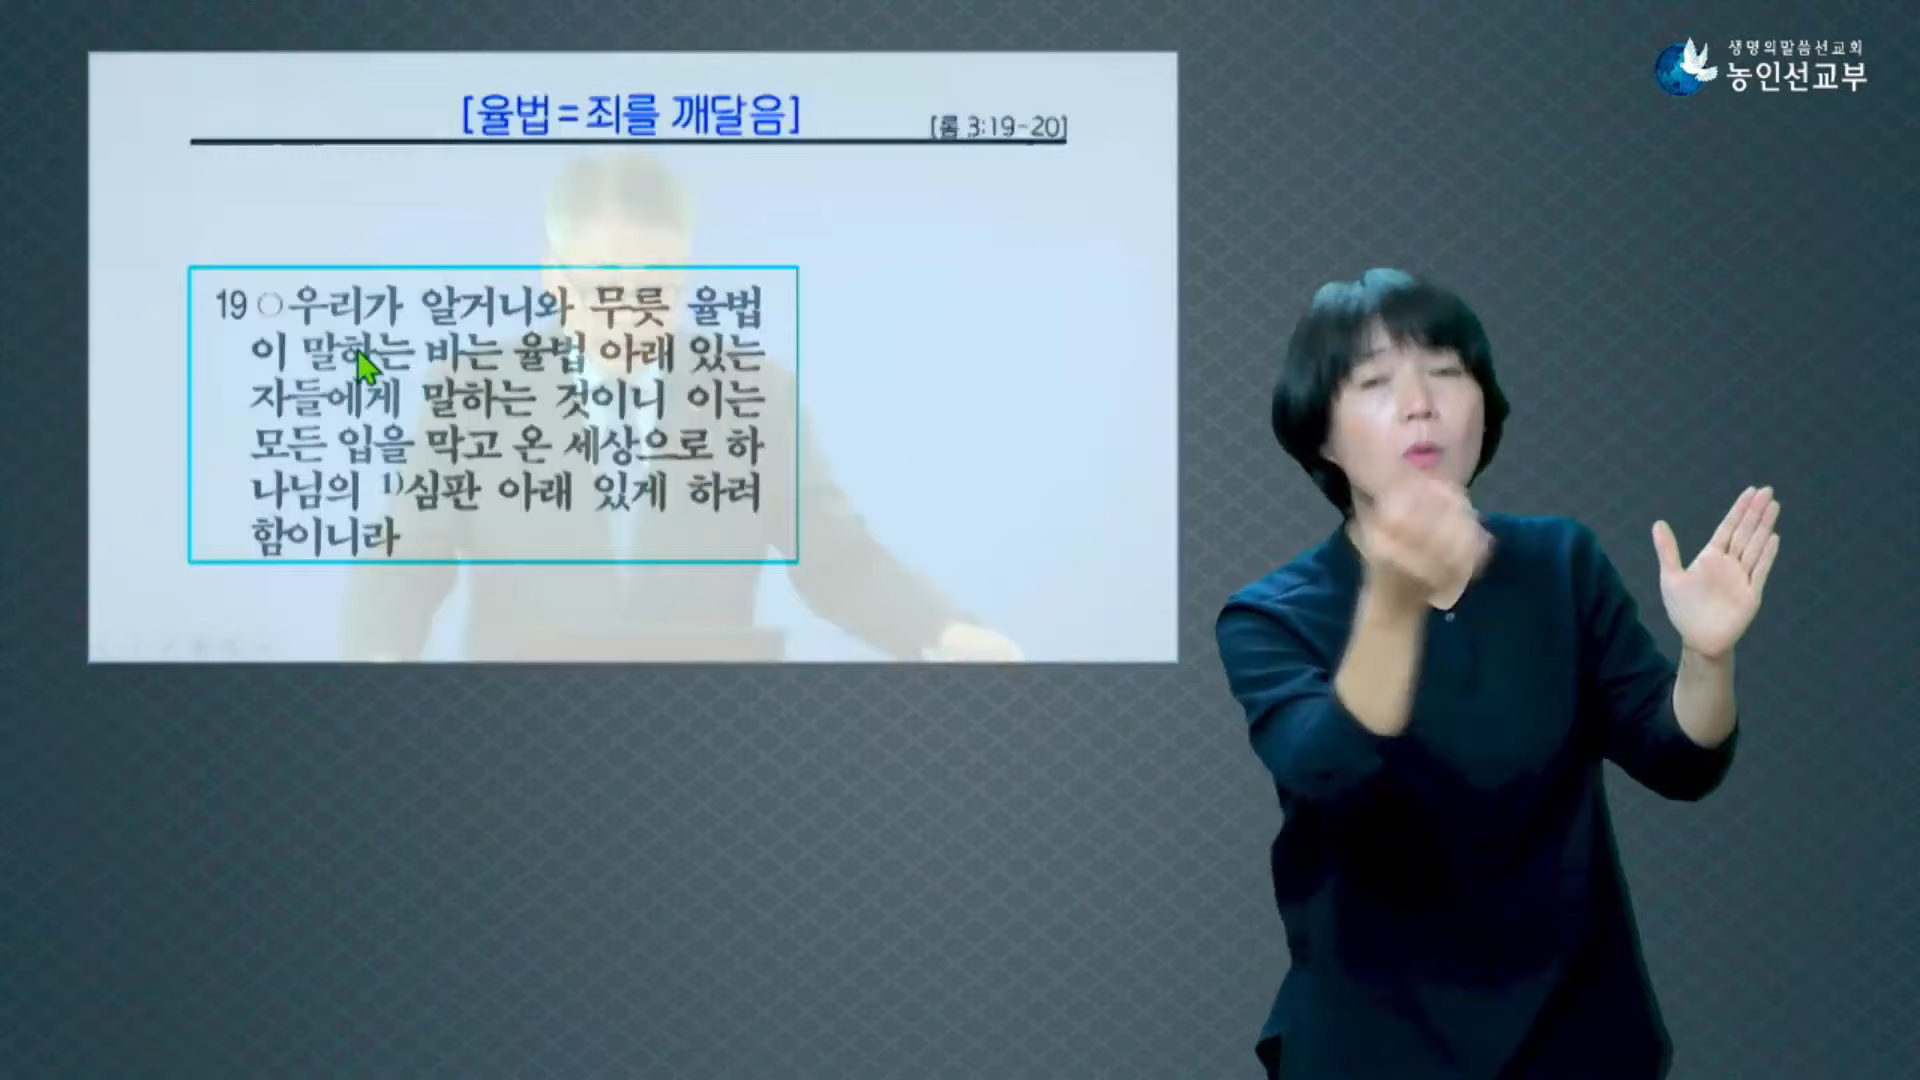 생명의말씀선교회
농인선교부
[율법=죄를 깨달음]
[롬 3:19-20]
19 ○우리가 알거니와 무릇 율법
이 말하는 바는 율법 아래 있는
자들에게 말하는 것이니 이는
모든 입을 막고 온 세상으로 하
나님의 1)심판 아래 있게 하려
함이니라